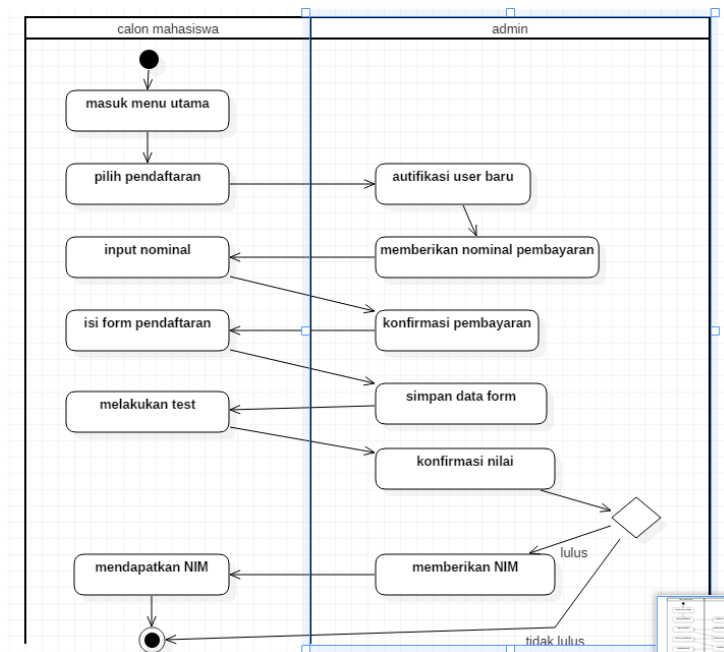 calon mahasiswa
admin
masuk menu utama
pilih pendaftaran
autifikasi user baru
input nominal
memberikan nominal pembayaran
isi form pendaftaran
konfirmasi pembayaran
simpan data form
melakukan test
konfirmasi nilai
lulus
mendapatkan NIM
memberikan NIM
tidak lulus